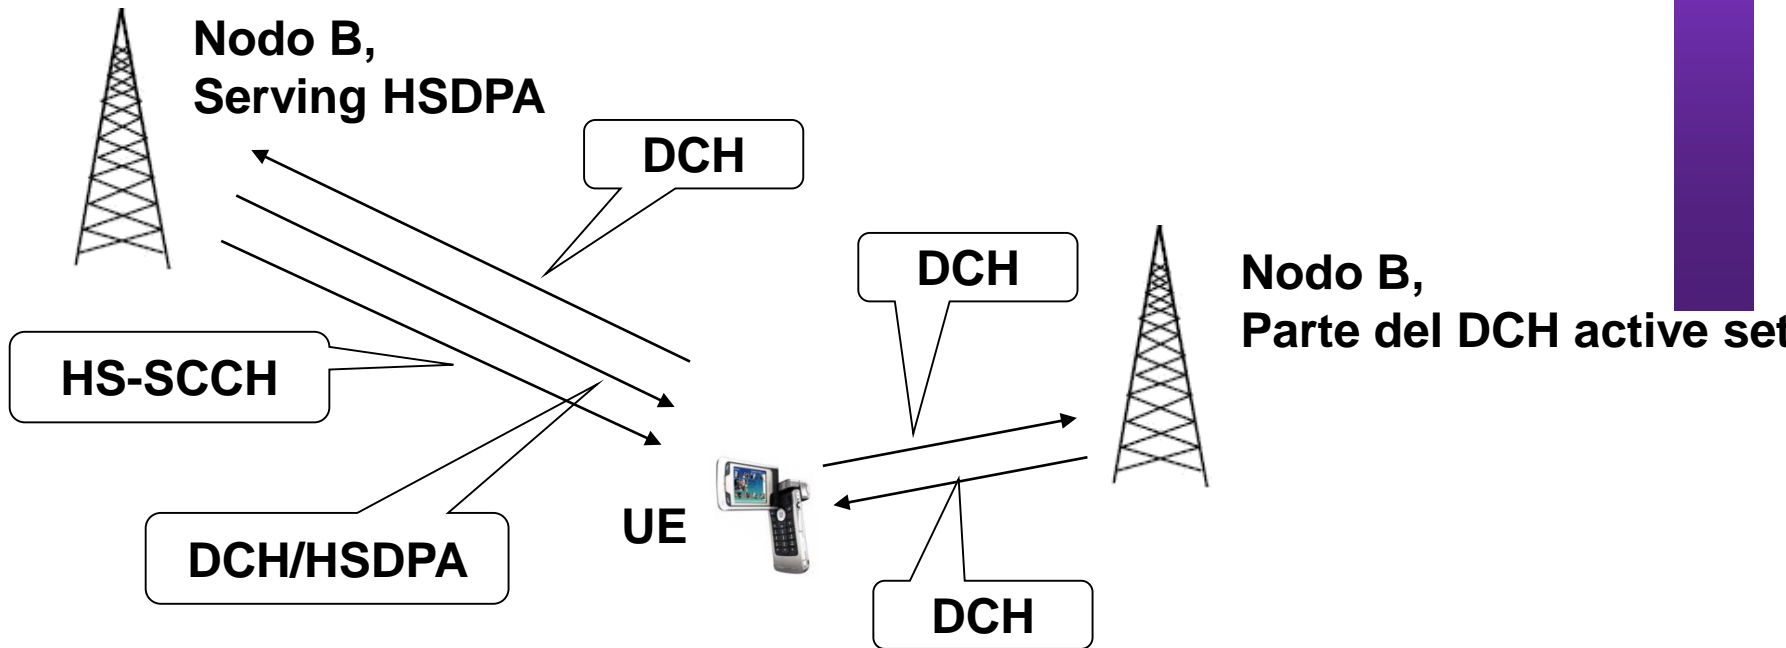 Nodo B,
Serving HSDPA
DCH
DCH
Nodo B,
Parte del DCH active set
HS-SCCH
DCH/HSDPA
UE
DCH